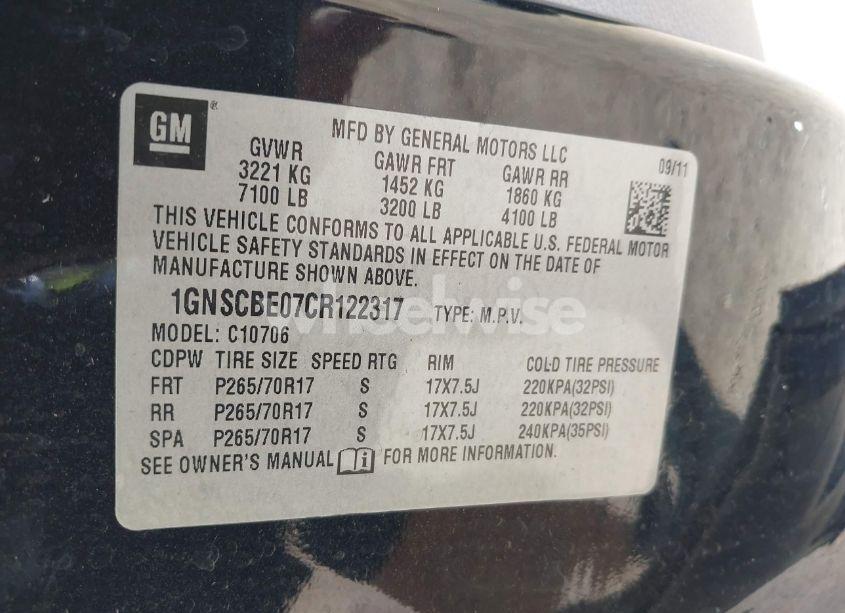 GM ®
MFD BY GENERAL MOTORS LLC
09/11
GVWR GAWR FRT GAWR RR
3221 KG 1452 KG 1860 KG
7100 LB 3200 LB 4100 LB
THIS VEHICLE CONFORMS TO ALL APPLICABLE U.S. FEDERAL MOTOR
VEHICLE SAFETY STANDARDS IN EFFECT ON THE DATE OF
MANUFACTURE SHOWN ABOVE.
1GNSCBE07CR122317 TYPE: M.P.V.
wheelwise
MODEL: C10706
CDPW TIRE SIZE SPEED RTG RIM COLD TIRE PRESSURE
FRT P265/70R17 S 17X7.5J 220KPA(32PSI)
RR P265/70R17 S 17X7.5J 220KPA(32PSI)
SPA P265/70R17 S 17X7.5J 240KPA(35PSI)
SEE OWNER'S MANUAL i FOR MORE INFORMATION.